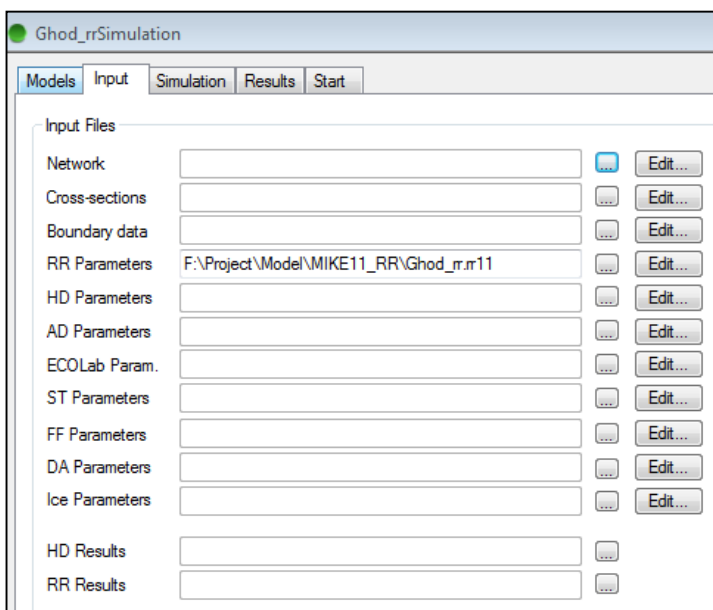 Ghod_rrSimulation
Models Input Simulation Results Start
Input Files
Network ... Edit...
Cross-sections ... Edit...
Boundary data ... Edit...
RR Parameters F:\Project\Model\MIKE11_RR\Ghod_rr.rr11 ... Edit...
HD Parameters ... Edit...
AD Parameters ... Edit...
ECOLab Param. ... Edit...
ST Parameters ... Edit...
FF Parameters ... Edit...
DA Parameters ... Edit...
Ice Parameters ... Edit...
HD Results ...
RR Results ...